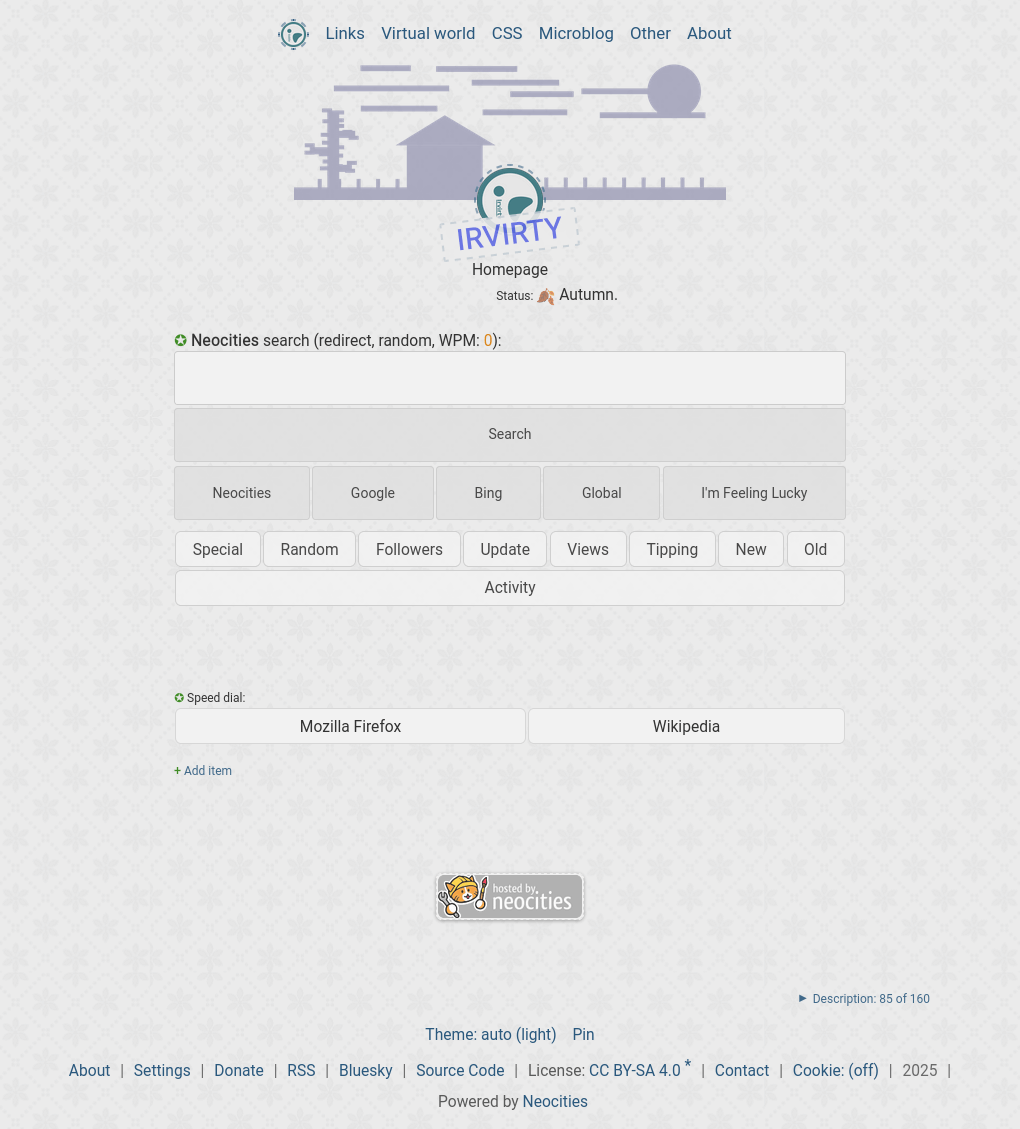 Links Virtual world CSS Microblog Other About
IRVIRTY
Homepage
Status: 🍂 Autumn.
✪ Neocities search (redirect, random, WPM: 0):
Search
Neocities Google Bing Global I'm Feeling Lucky
Special Random Followers Update Views Tipping New Old
Activity
✪ Speed dial:
Mozilla Firefox Wikipedia
+ Add item
hosted by
neocities
► Description: 85 of 160
Theme: auto (light) Pin
About | Settings | Donate | RSS | Bluesky | Source Code | License: CC BY-SA 4.0 * | Contact | Cookie: (off) | 2025 |
Powered by Neocities